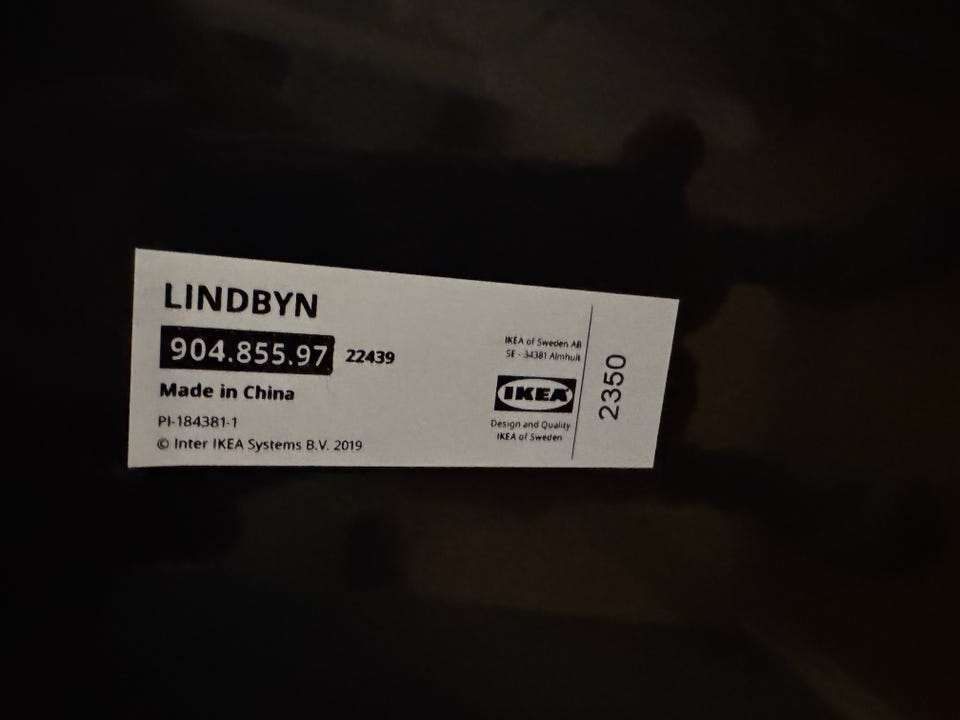 LINDBYN
904.855.97 22439
Made in China
PI-184381-1
© Inter IKEA Systems B.V. 2019
IKEA of Sweden AB
SE - 34381 Älmhult
IKEA
Design and Quality
IKEA of Sweden
2350